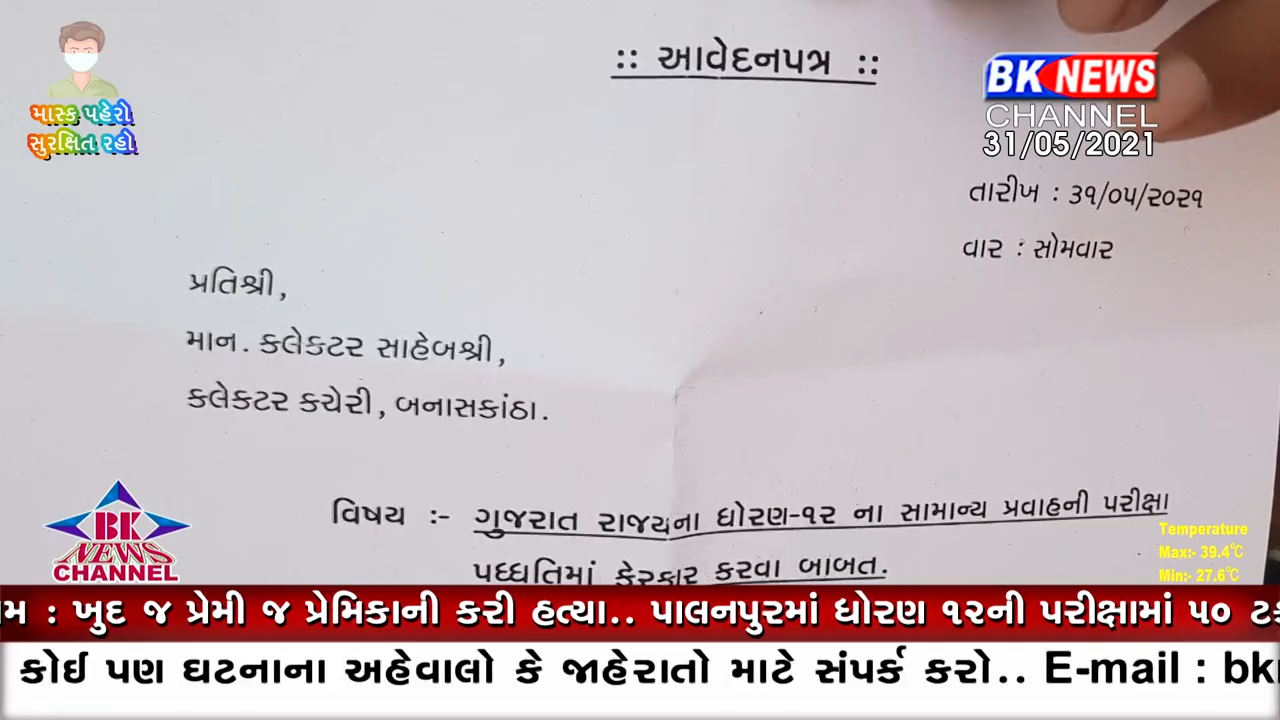 :: આવેદનપત્ર ::
BK NEWS
CHANNEL
31/05/2021
માસ્ક પહેરો
સુરક્ષિત રહો
તારીખ : ૩૧/૦૫/૨૦૨૧
વાર : સોમવાર
પ્રતિશ્રી,
માન. કલેકટર સાહેબશ્રી,
કલેકટર કચેરી, બનાસકાંઠા.
વિષય :- ગુજરાત રાજયના ધોરણ-૧૨ ના સામાન્ય પ્રવાહની પરીક્ષા
પધ્ધતિમાં ફેરકાર કરવા બાબત.
Temperature
Max:- 39.4℃
Min:- 27.6℃
BK
NEWS
CHANNEL
મ : ખુદ જ પ્રેમી જ પ્રેમિકાની કરી હત્યા.. પાલનપુરમાં ધોરણ ૧૨ની પરીક્ષામાં ૫૦
કોઈ પણ ઘટનાના અહેવાલો કે જાહેરાતો માટે સંપર્ક કરો.. E-mail : bk